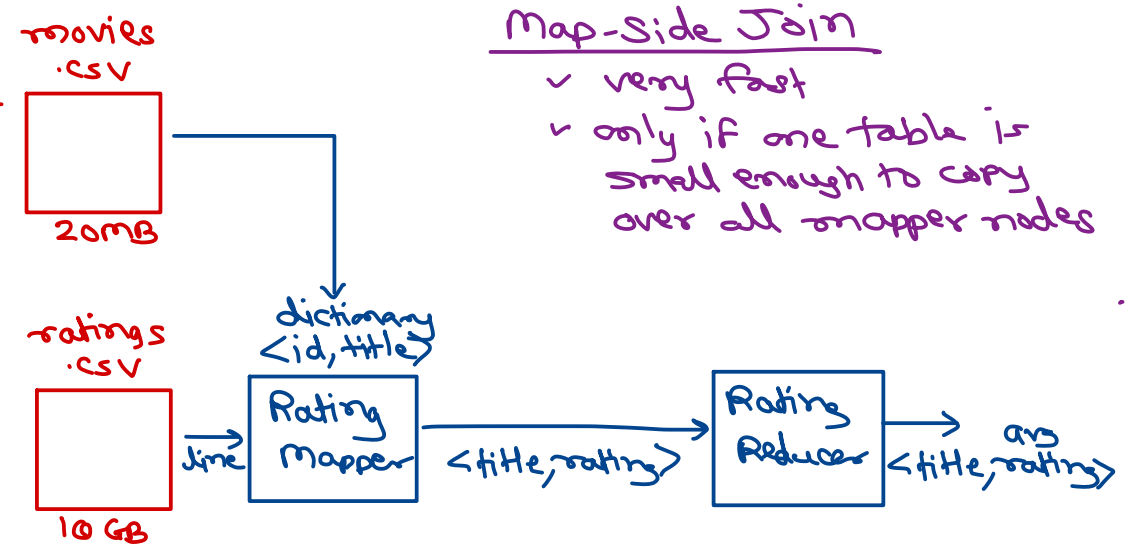 movies
.csv
20MB
Map-Side Join
✓ very fast
✓ only if one table is
small enough to copy
over all mapper nodes
dictionary
<id, title>
ratings
.csv
10 GB
line
Rating
Mapper
<title, rating>
Rating
Reducer
avg
<title, rating>